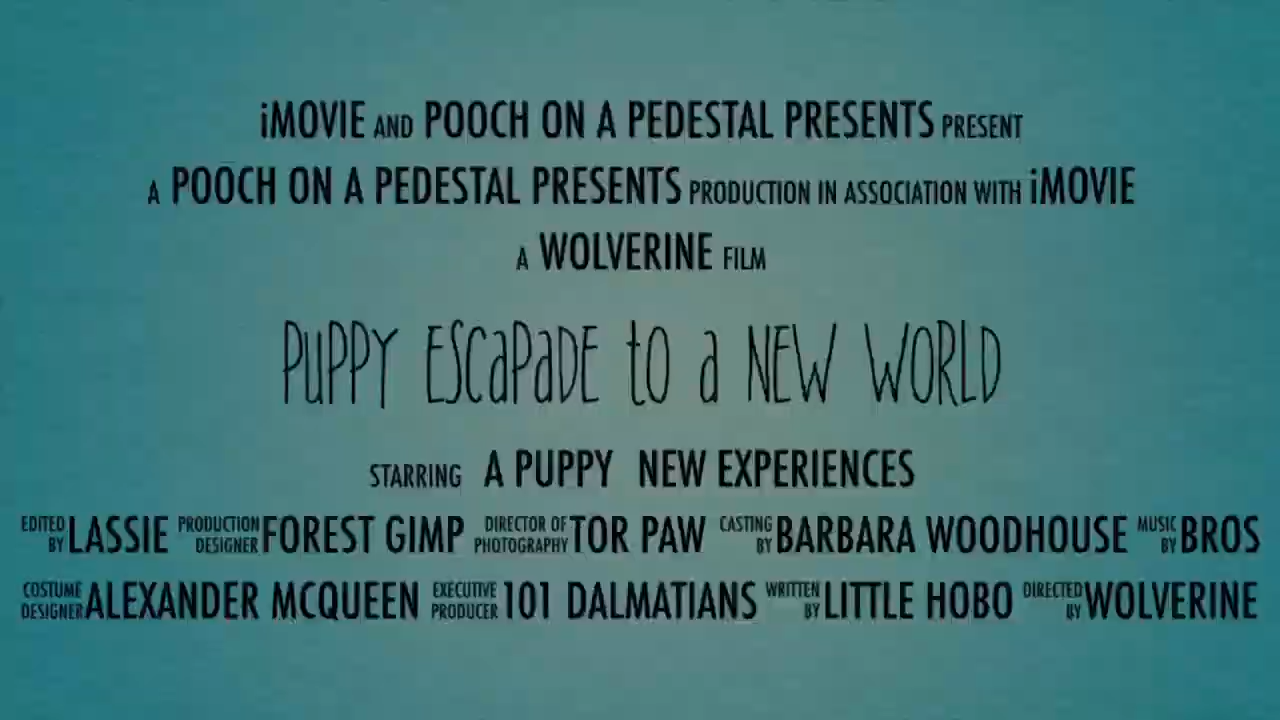 iMOVIE AND POOCH ON A PEDESTAL PRESENTS PRESENT
A POOCH ON A PEDESTAL PRESENTS PRODUCTION IN ASSOCIATION WITH iMOVIE
A WOLVERINE FILM
PUPPY ESCAPADE to a NEW WORLD
STARRING A PUPPY NEW EXPERIENCES
EDITED BY LASSIE PRODUCTION DESIGNER FOREST GIMP DIRECTOR OF PHOTOGRAPHY TOR PAW CASTING BY BARBARA WOODHOUSE MUSIC BY BROS
COSTUME DESIGNER ALEXANDER MCQUEEN EXECUTIVE PRODUCER 101 DALMATIANS WRITTEN BY LITTLE HOBO DIRECTED BY WOLVERINE